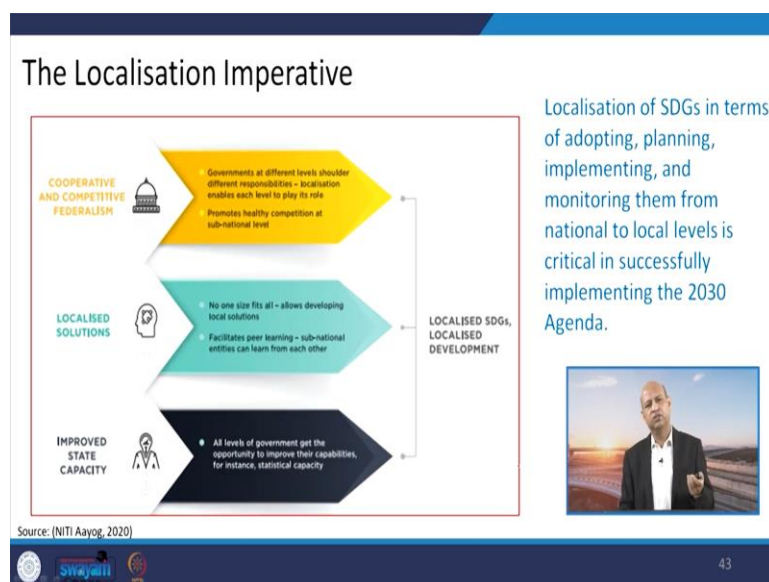 The Localisation Imperative
COOPERATIVE
AND COMPETITIVE
FEDERALISM
Governments at different levels shoulder
different responsibilities – localisation
enables each level to play its role
Promotes healthy competition at
sub-national level
LOCALISED
SOLUTIONS
No one size fits all – allows developing
local solutions
Facilitates peer learning – sub-national
entities can learn from each other
IMPROVED
STATE
CAPACITY
All levels of government get the
opportunity to improve their capabilities,
for instance, statistical capacity
LOCALISED SDGs,
LOCALISED
DEVELOPMENT
Localisation of SDGs in terms
of adopting, planning,
implementing, and
monitoring them from
national to local levels is
critical in successfully
implementing the 2030
Agenda.
Source: (NITI Aayog, 2020)
swayam
43